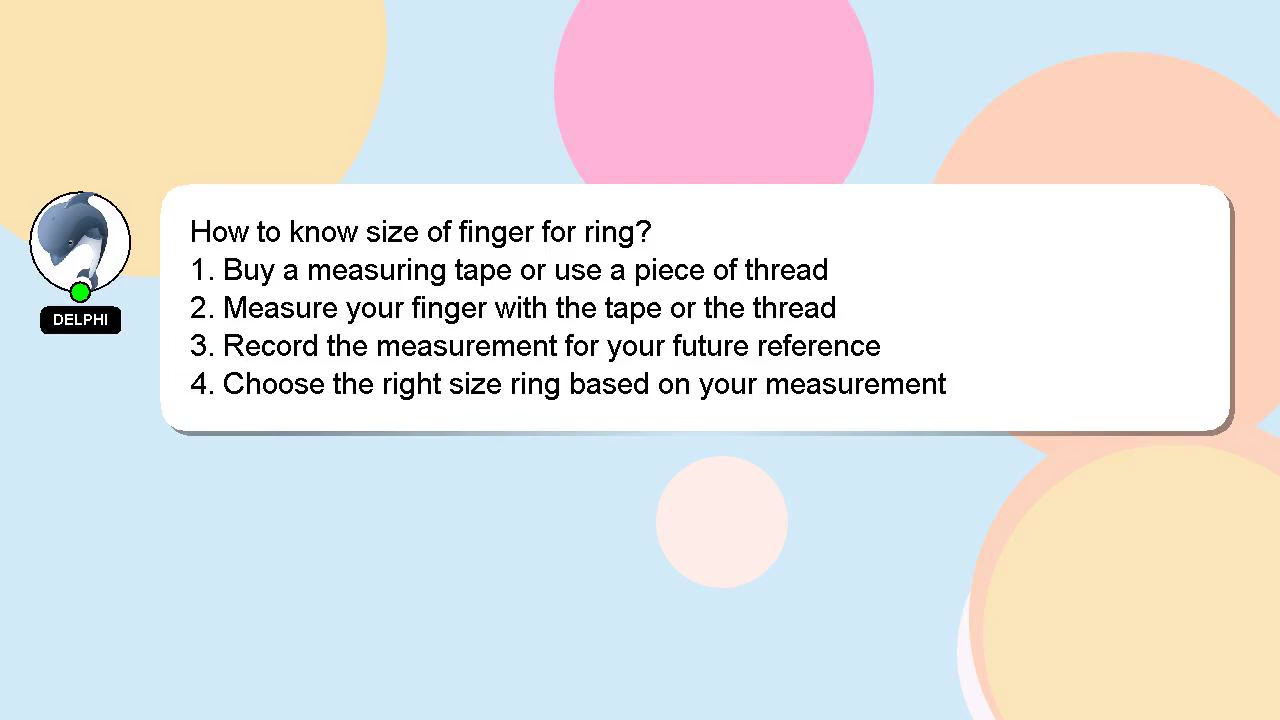 How to know size of finger for ring?
1. Buy a measuring tape or use a piece of thread
2. Measure your finger with the tape or the thread
3. Record the measurement for your future reference
4. Choose the right size ring based on your measurement
DELPHI